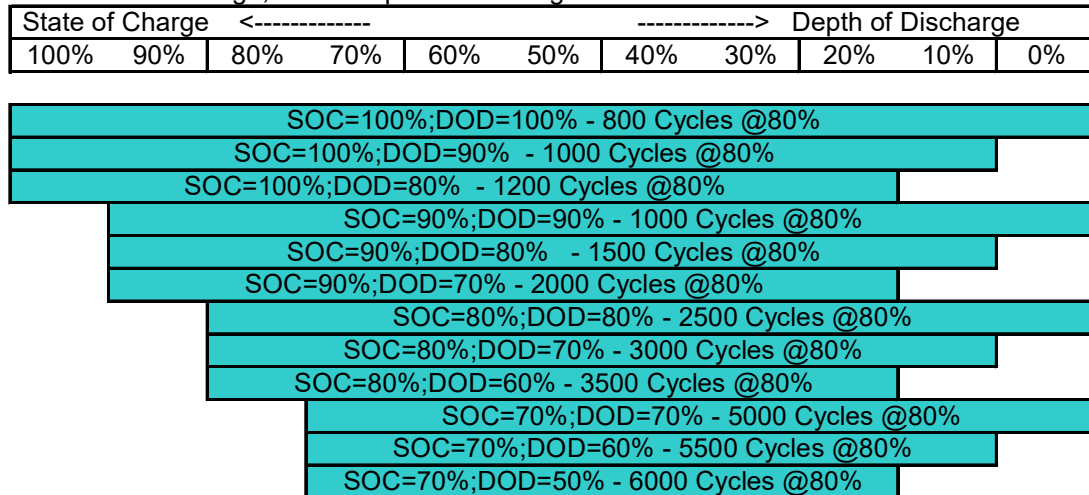 State of Charge <------------- -------------> Depth of Discharge
100% 90% 80% 70% 60% 50% 40% 30% 20% 10% 0%
SOC=100%;DOD=100% - 800 Cycles @80%
SOC=100%;DOD=90% - 1000 Cycles @80%
SOC=100%;DOD=80% - 1200 Cycles @80%
SOC=90%;DOD=90% - 1000 Cycles @80%
SOC=90%;DOD=80% - 1500 Cycles @80%
SOC=90%;DOD=70% - 2000 Cycles @80%
SOC=80%;DOD=80% - 2500 Cycles @80%
SOC=80%;DOD=70% - 3000 Cycles @80%
SOC=80%;DOD=60% - 3500 Cycles @80%
SOC=70%;DOD=70% - 5000 Cycles @80%
SOC=70%;DOD=60% - 5500 Cycles @80%
SOC=70%;DOD=50% - 6000 Cycles @80%